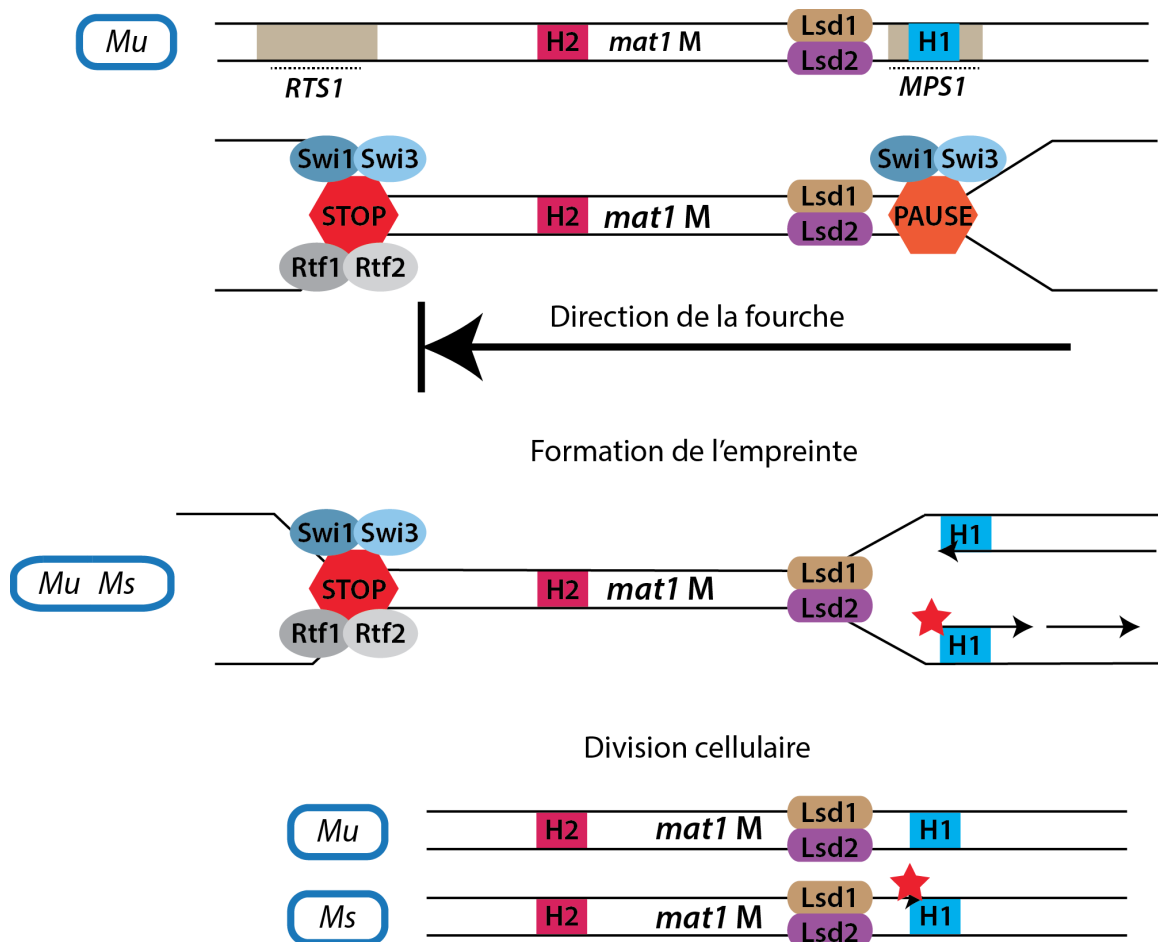 Mu
H2 mat1 M
Lsd1
Lsd2
H1
RTS1
MPS1
Swi1 Swi3
STOP
Rtf1 Rtf2
H2 mat1 M
Lsd1
Lsd2
Swi1 Swi3
PAUSE
Direction de la fourche
Formation de l'empreinte
Mu Ms
Swi1 Swi3
STOP
Rtf1 Rtf2
H2 mat1 M
Lsd1
Lsd2
H1
H1
Division cellulaire
Mu
H2 mat1 M
Lsd1
Lsd2
H1
Ms
H2 mat1 M
Lsd1
Lsd2
H1